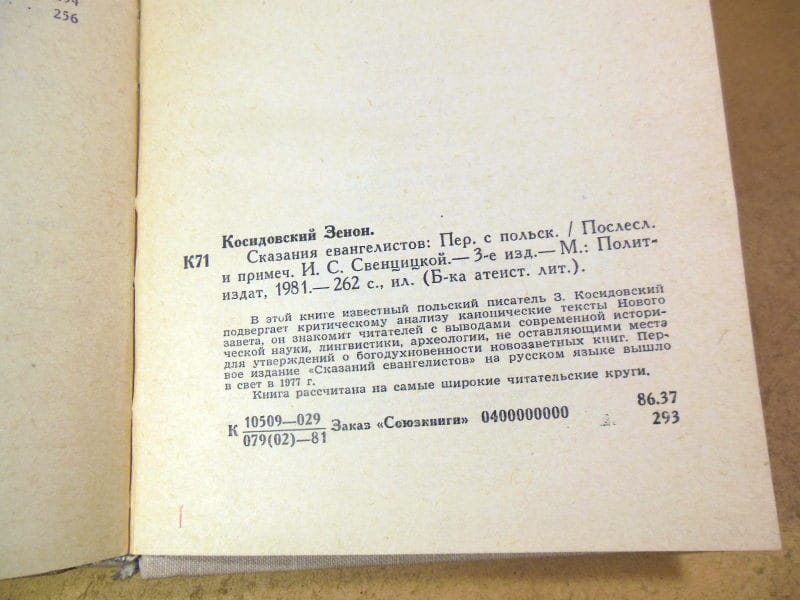 256
Косидовский Зенон.
К71
Сказания евангелистов: Пер. с польск. / Послесл.
и примеч. И. С. Свенцицкой.— 3-е изд.— М.: Полит-
издат, 1981.— 262 с., ил. (Б-ка атеист. лит.).
В этой книге известный польский писатель З. Косидовский
подвергает критическому анализу канонические тексты Нового
завета, он знакомит читателей с выводами современной истори-
ческой науки, лингвистики, археологии, не оставляющими места
для утверждений о богодухновенности новозаветных книг. Пер-
вое издание «Сказаний евангелистов» на русском языке вышло
в свет в 1977 г.
Книга рассчитана на самые широкие читательские круги.
К 10509—029
079(02)—81 Заказ «Союзкниги» 0400000000
86.37
293